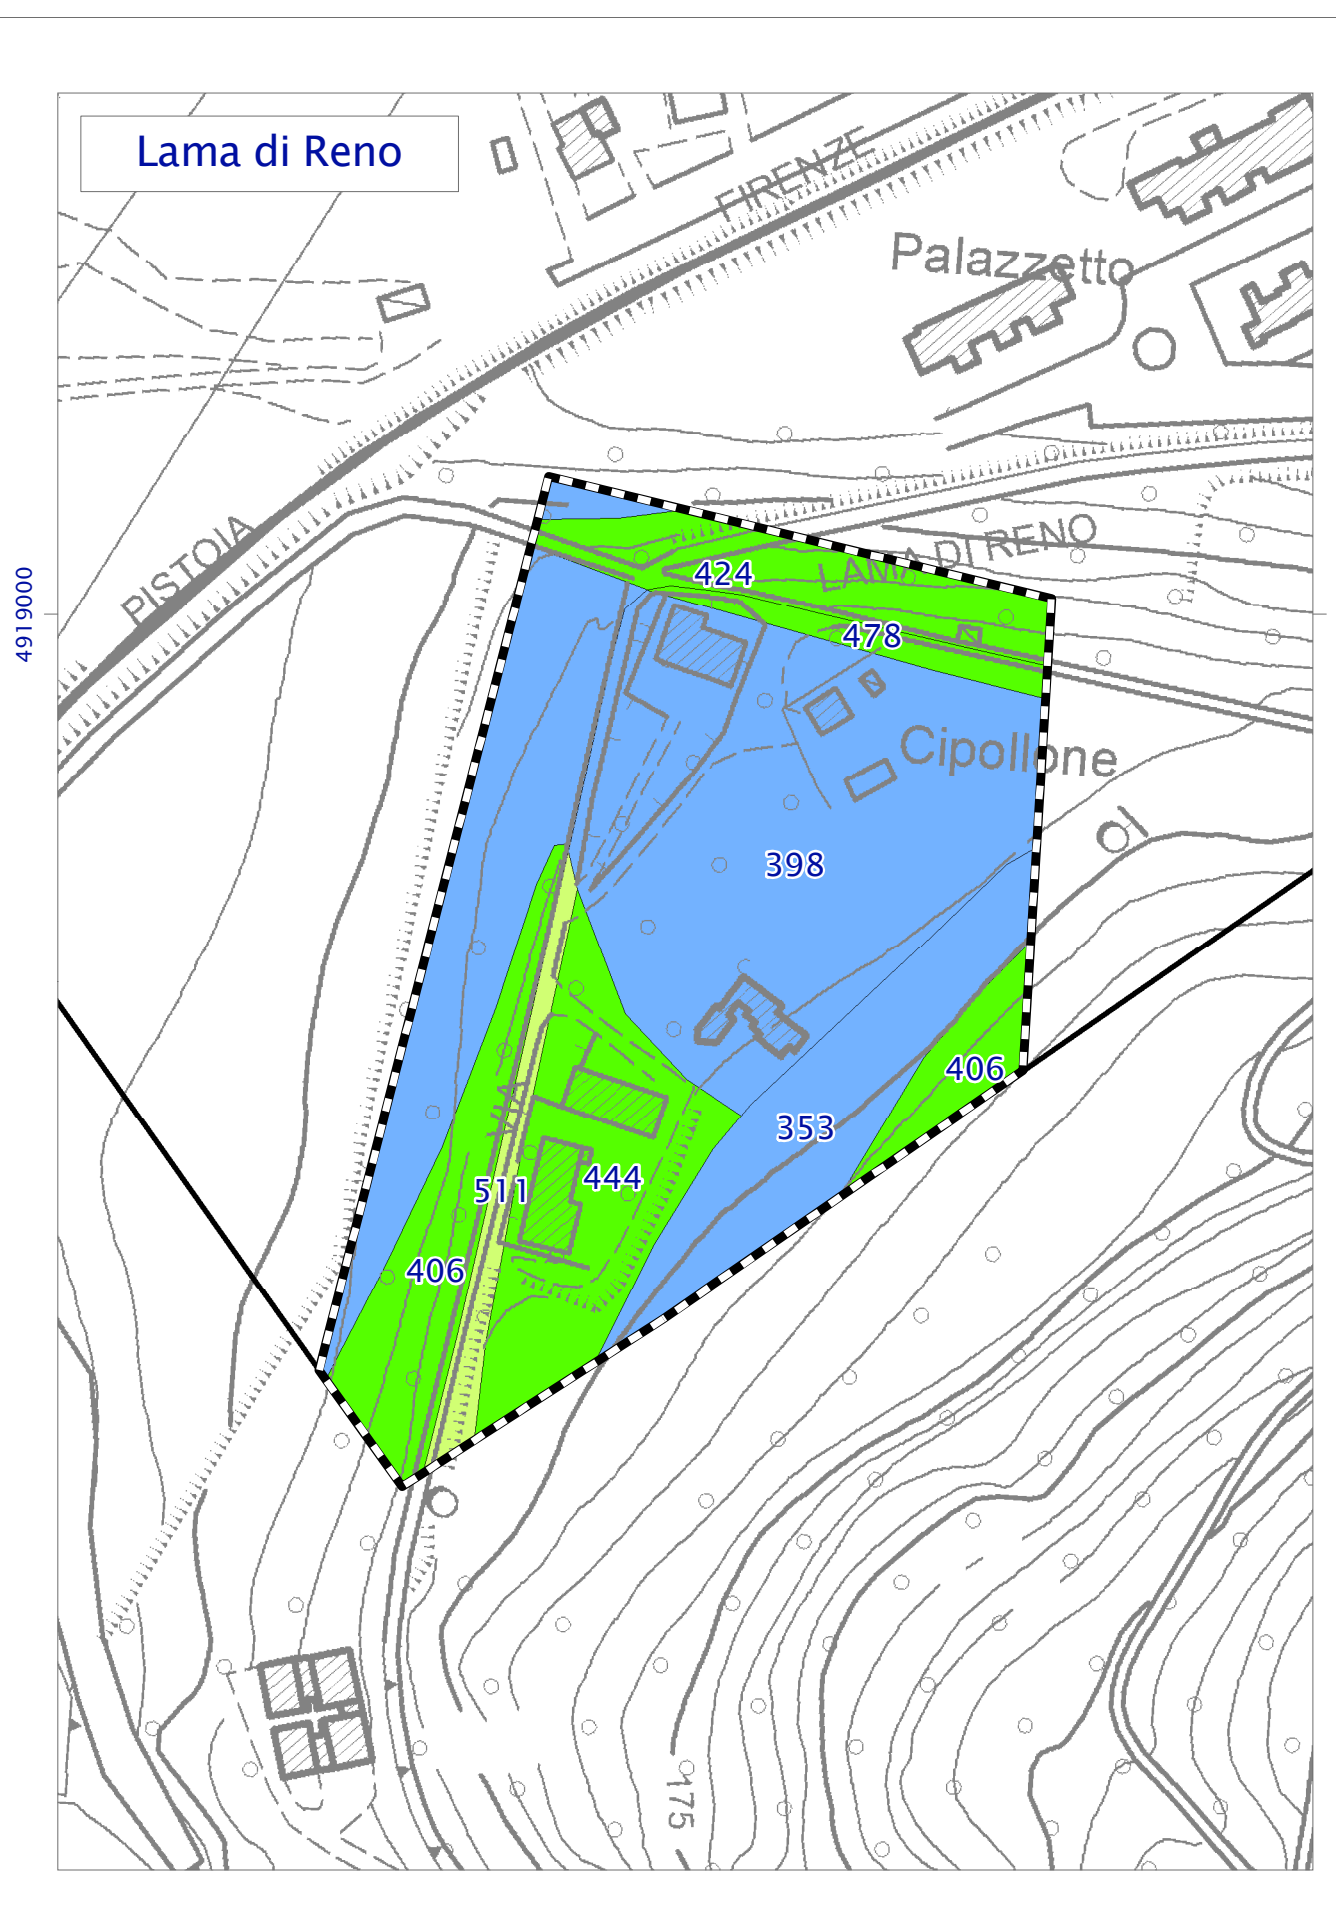 Lama di Reno
FIRENZE
Palazzetto
PISTOIA
LAMA DI RENO
4919000
424
478
Cipollone
398
406
353
VIA
444
511
406
175